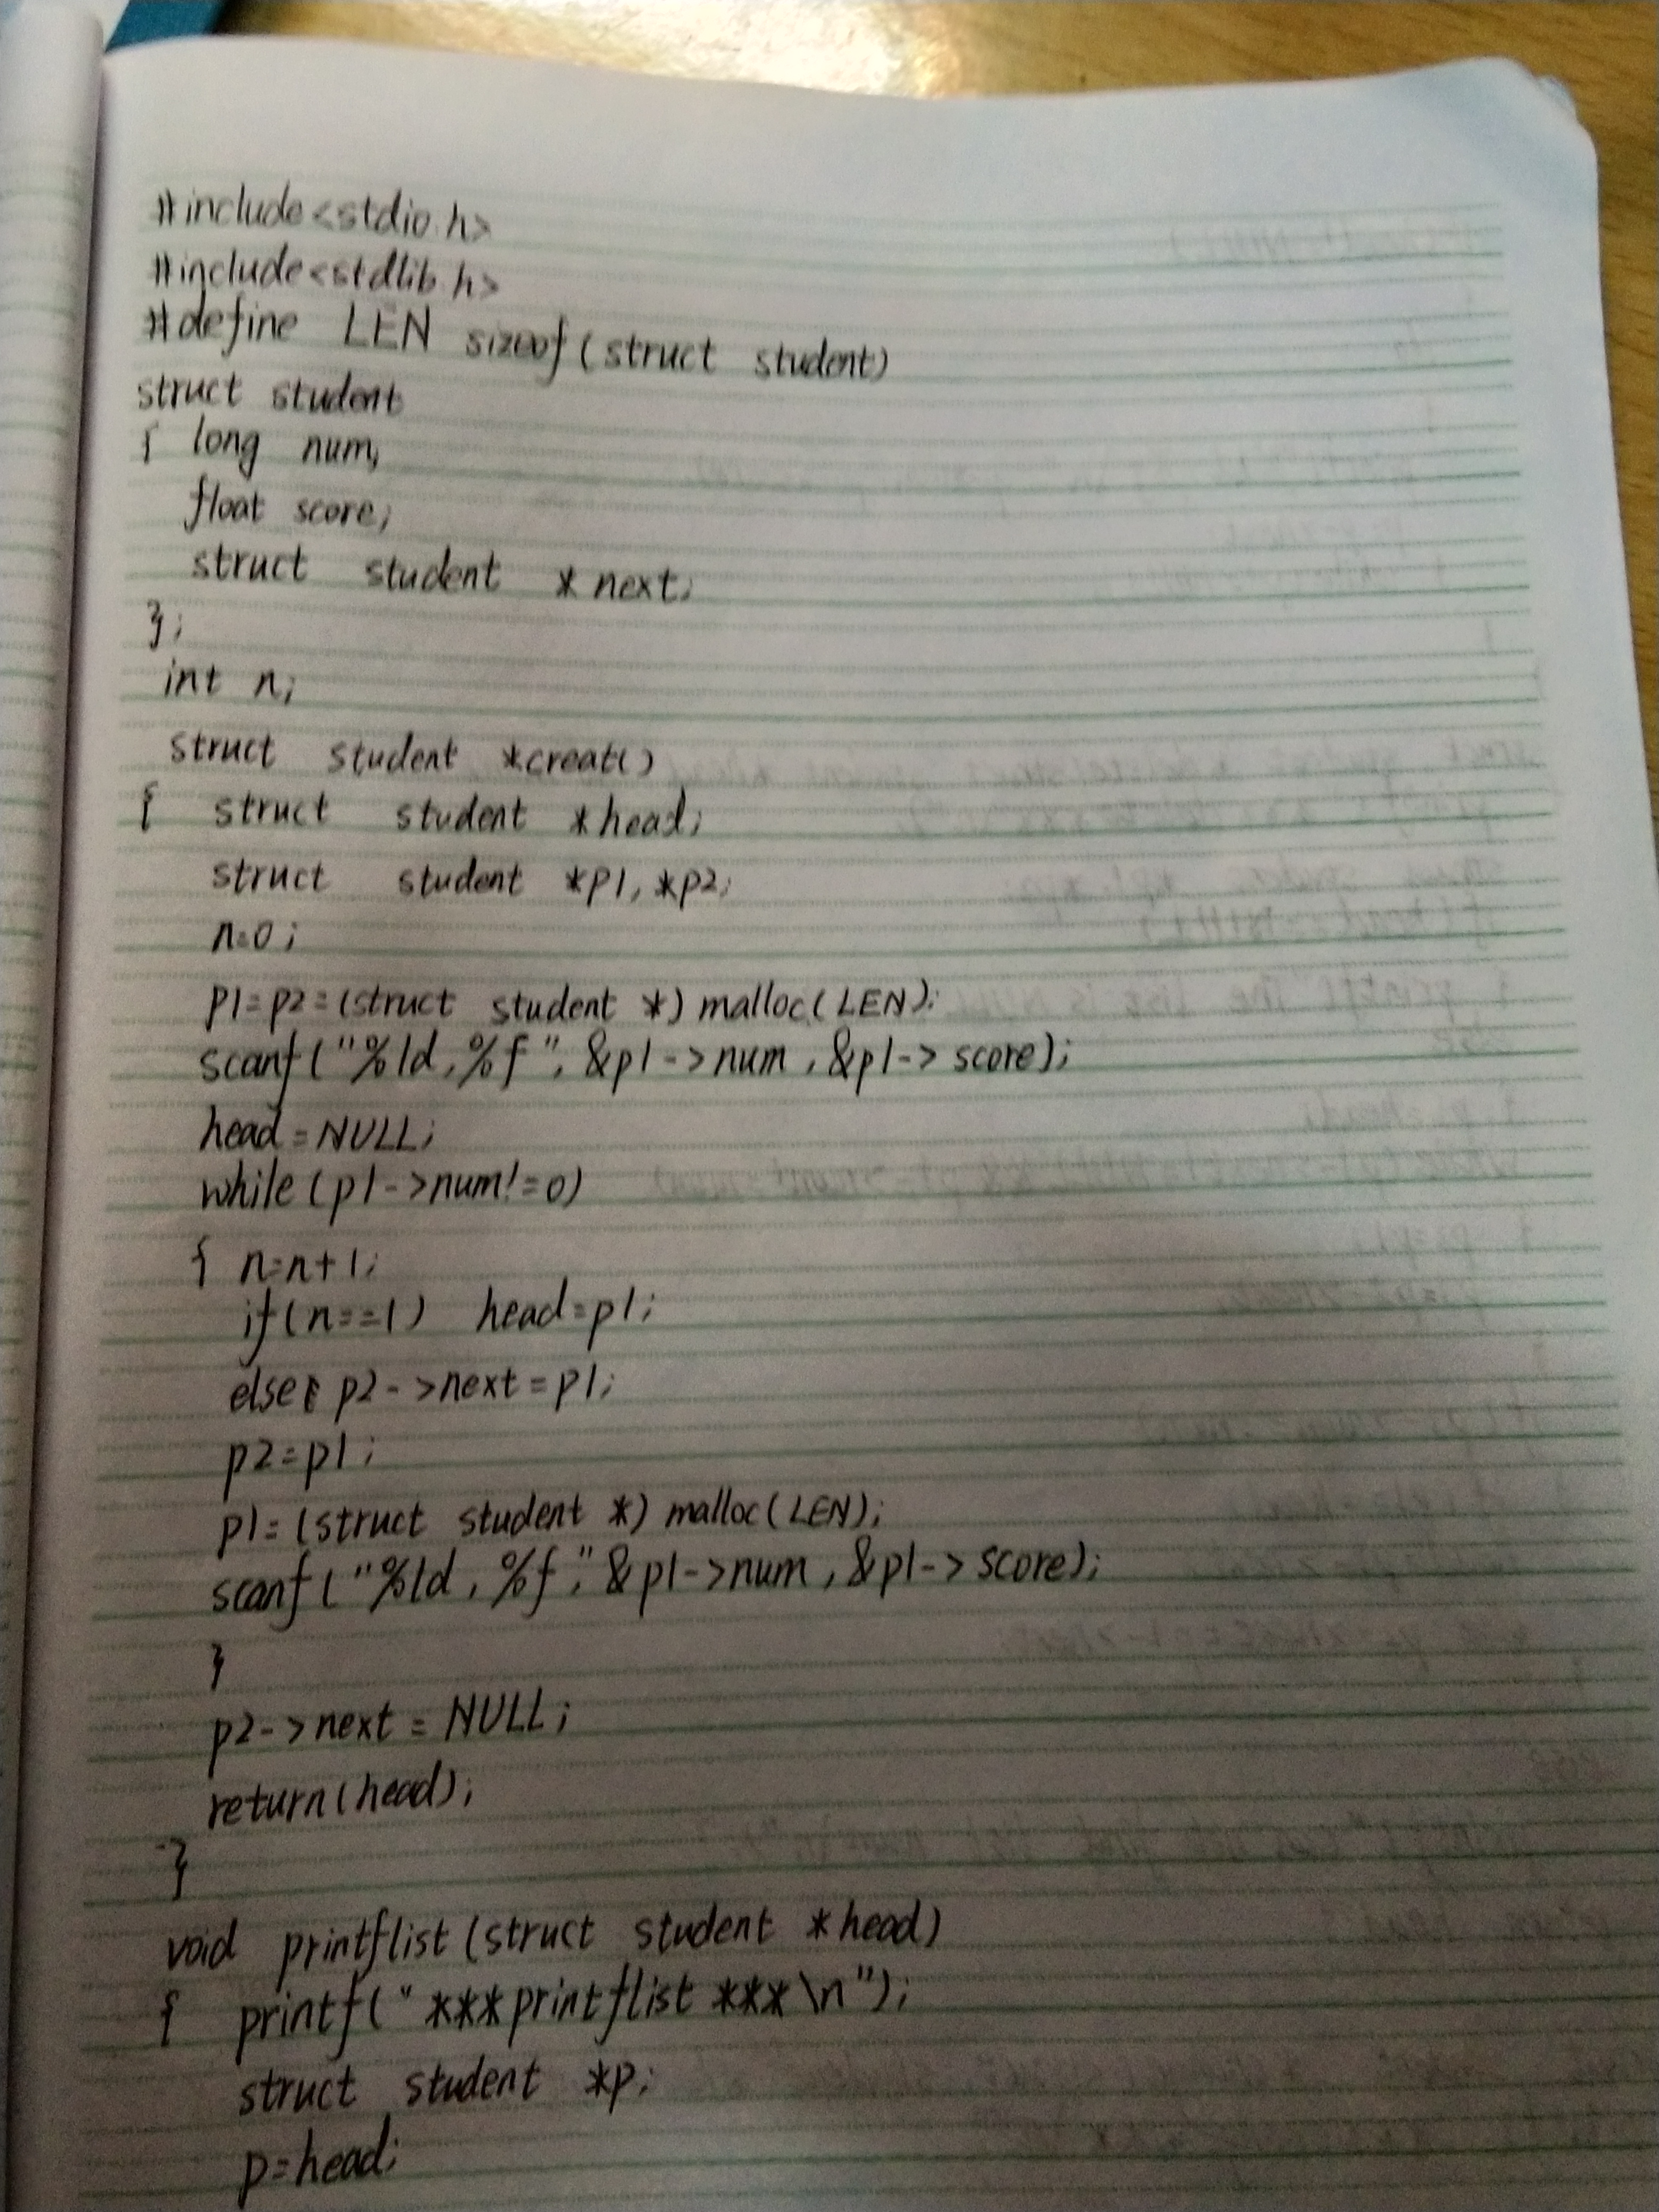 #include<stdio.h>
#include<stdlib.h>
#define LEN sizeof(struct student)
struct student
{ long num;
float score;
struct student *next;
};
int n;
struct student *creat()
{ struct student *head;
struct student *p1,*p2;
n=0;
p1=p2=(struct student *)malloc(LEN);
scanf("%ld,%f",&p1->num,&p1->score);
head=NULL;
while(p1->num!=0)
{ n=n+1;
if(n==1) head=p1;
else p2->next=p1;
p2=p1;
p1=(struct student *)malloc(LEN);
scanf("%ld,%f",&p1->num,&p1->score);
}
p2->next=NULL;
return(head);
}
void printflist(struct student *head)
{ printf("***printflist***\n");
struct student *p;
p=head;